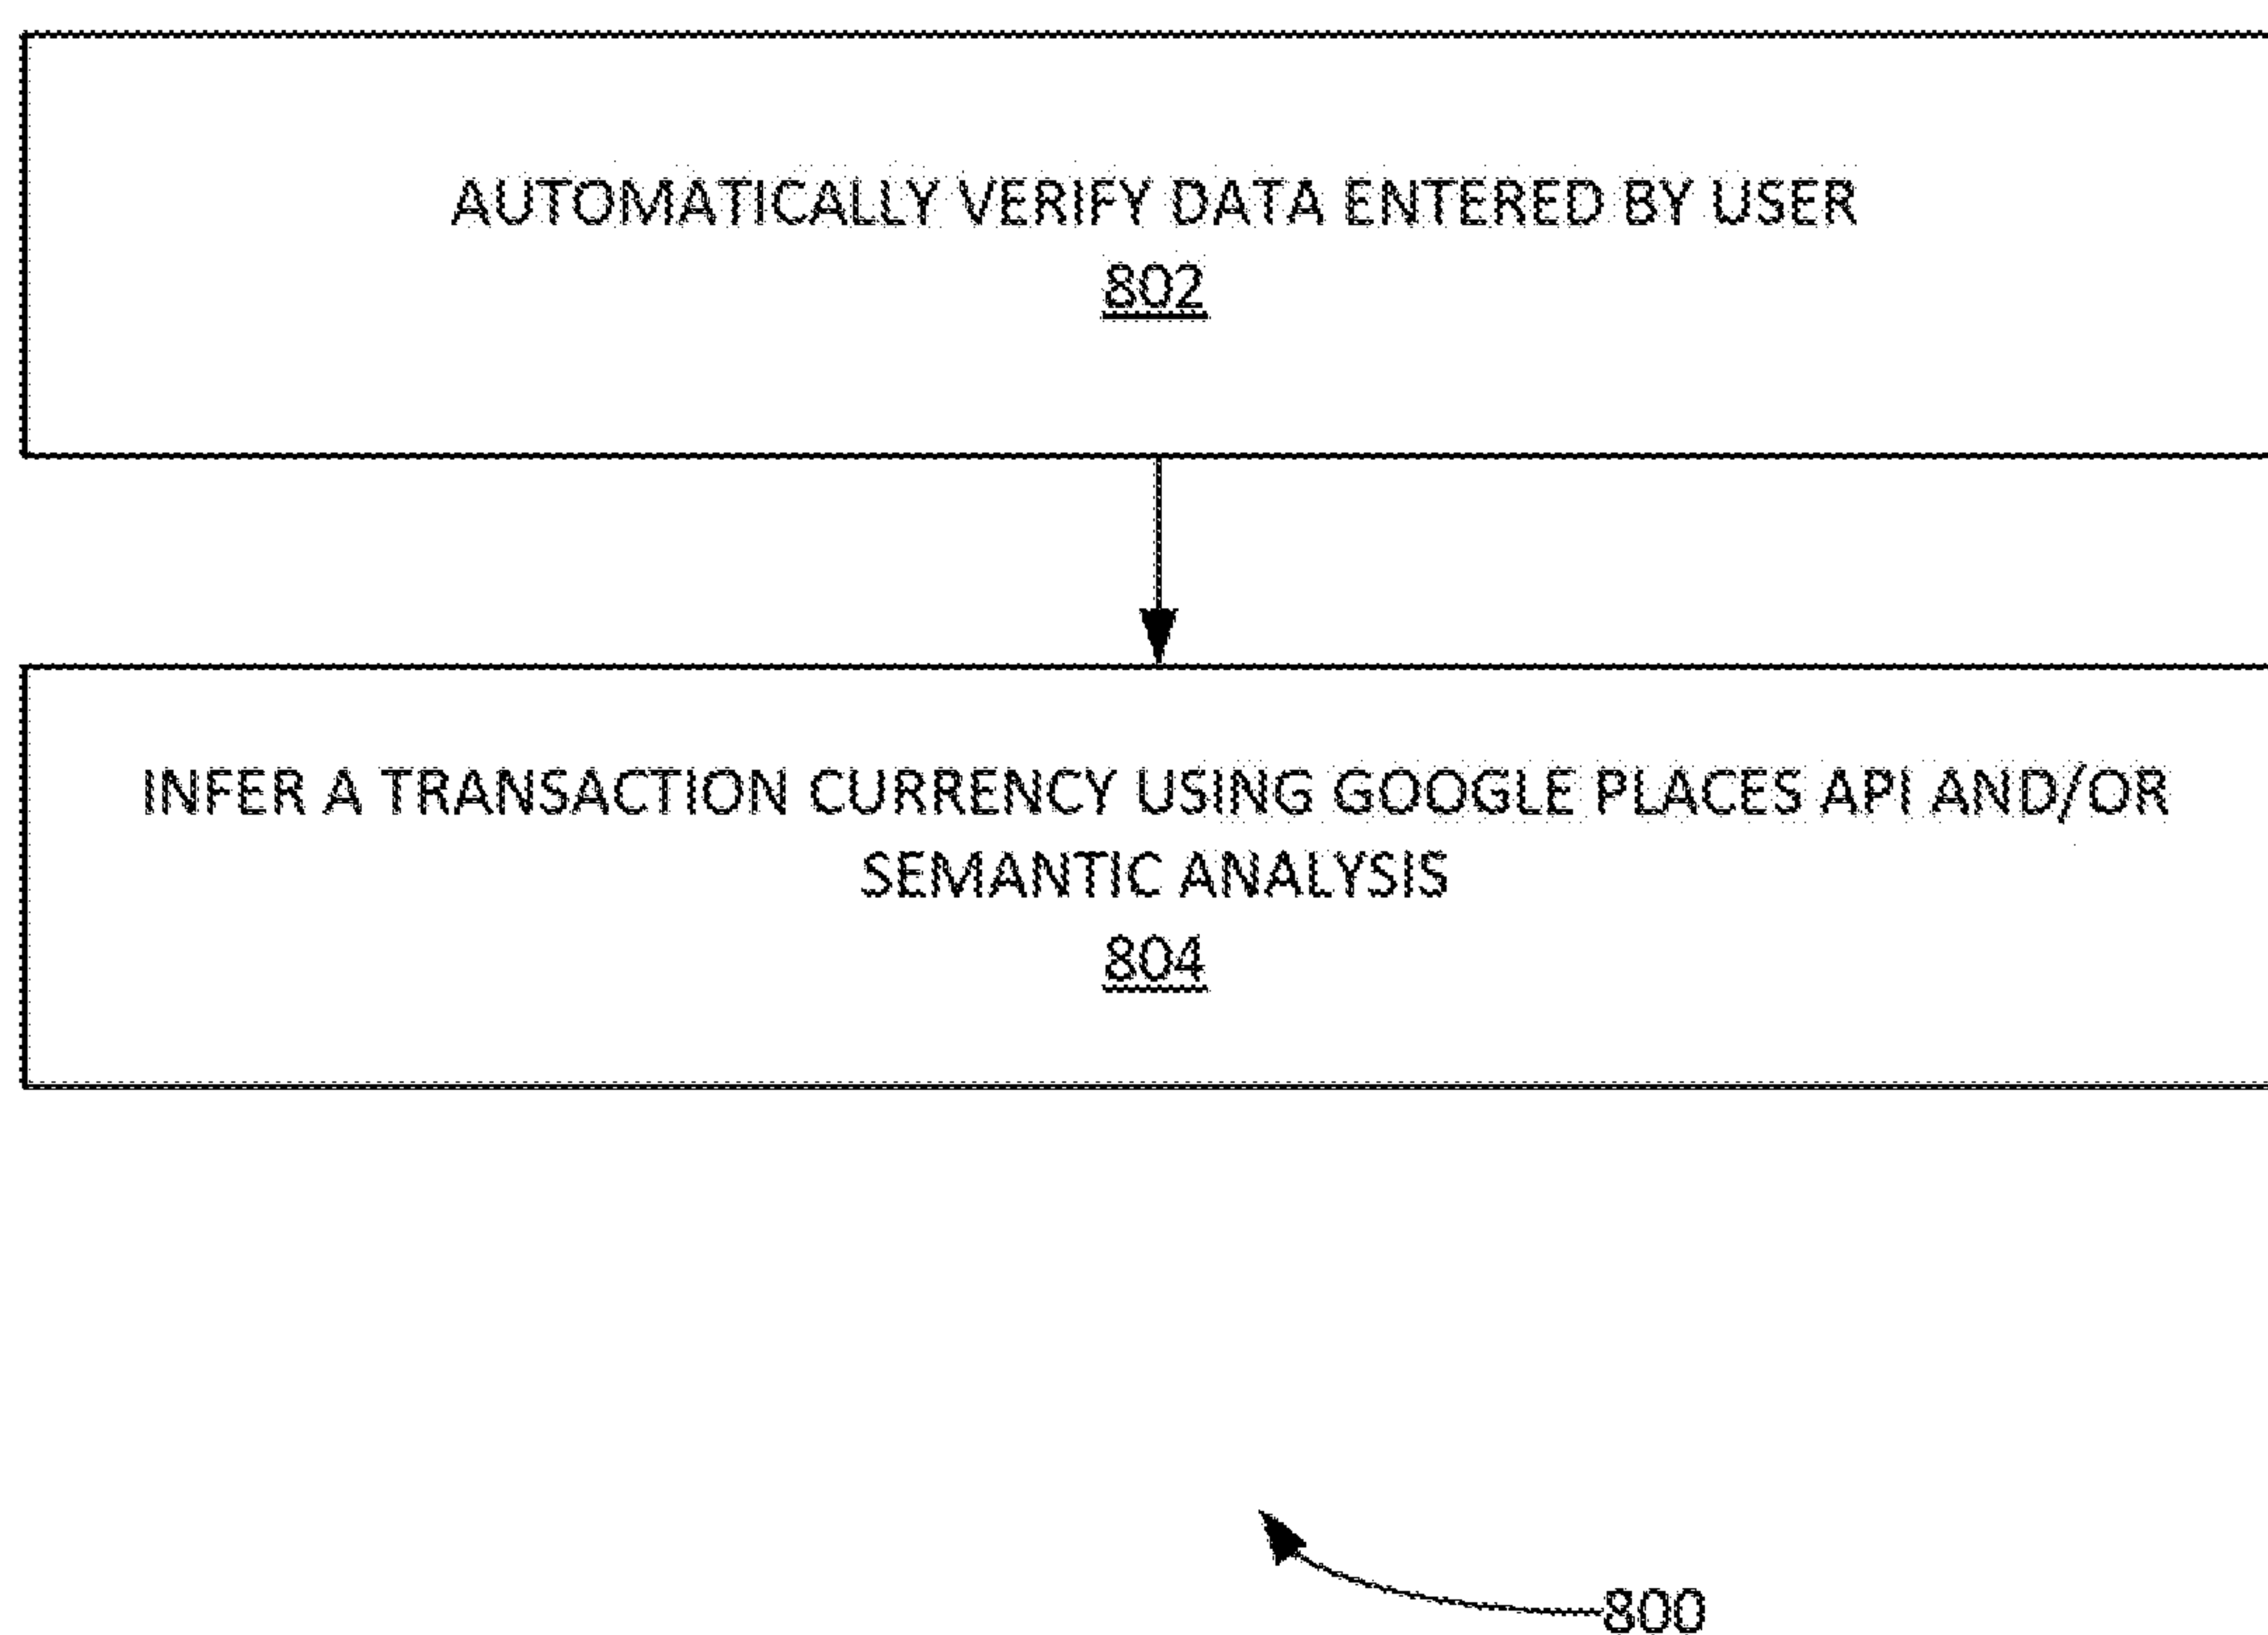 AUTOMATICALLY VERIFY DATA ENTERED BY USER
802
INFER A TRANSACTION CURRENCY USING GOOGLE PLACES API AND/OR
SEMANTIC ANALYSIS
804
800